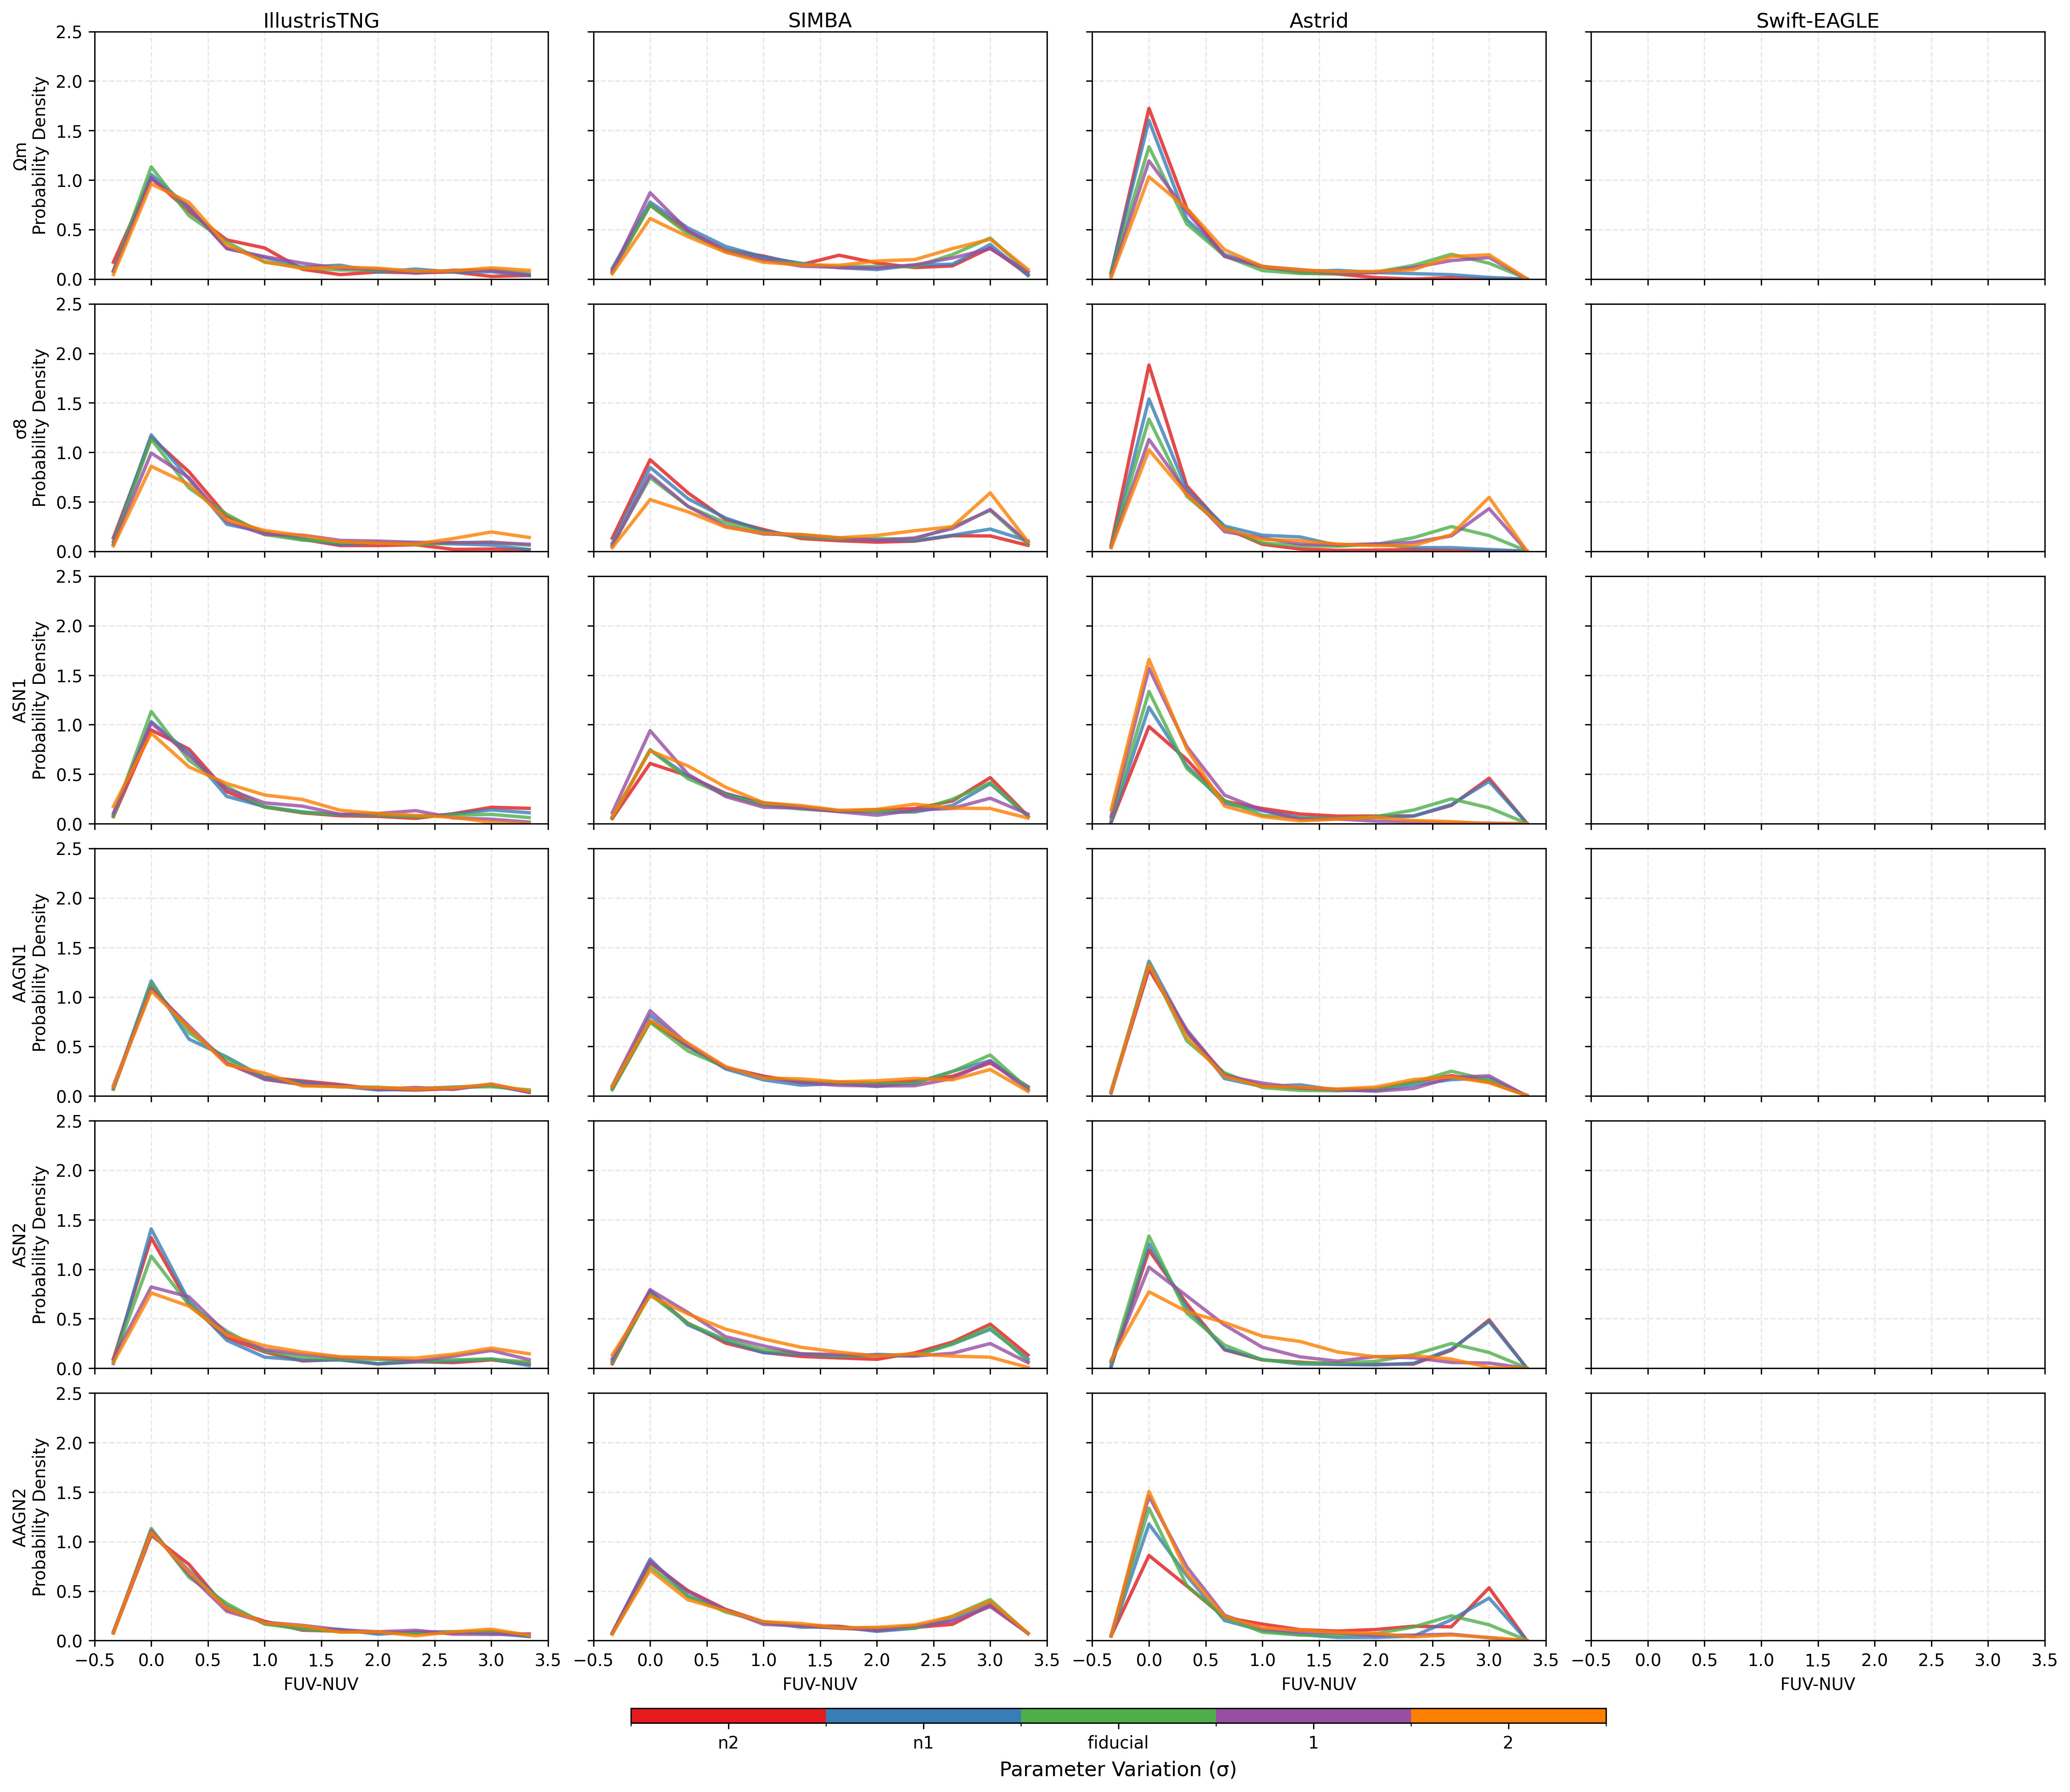 IllustrisTNG SIMBA Astrid Swift-EAGLE
Ωm
Probability Density
2.5
2.0
1.5
1.0
0.5
0.0
σ8
Probability Density
2.5
2.0
1.5
1.0
0.5
0.0
ASN1
Probability Density
2.5
2.0
1.5
1.0
0.5
0.0
AAGN1
Probability Density
2.5
2.0
1.5
1.0
0.5
0.0
ASN2
Probability Density
2.5
2.0
1.5
1.0
0.5
0.0
AAGN2
Probability Density
2.5
2.0
1.5
1.0
0.5
0.0
−0.5 0.0 0.5 1.0 1.5 2.0 2.5 3.0 3.5 −0.5 0.0 0.5 1.0 1.5 2.0 2.5 3.0 3.5 −0.5 0.0 0.5 1.0 1.5 2.0 2.5 3.0 3.5 −0.5 0.0 0.5 1.0 1.5 2.0 2.5 3.0 3.5
FUV-NUV FUV-NUV FUV-NUV FUV-NUV
n2 n1 fiducial 1 2
Parameter Variation (σ)